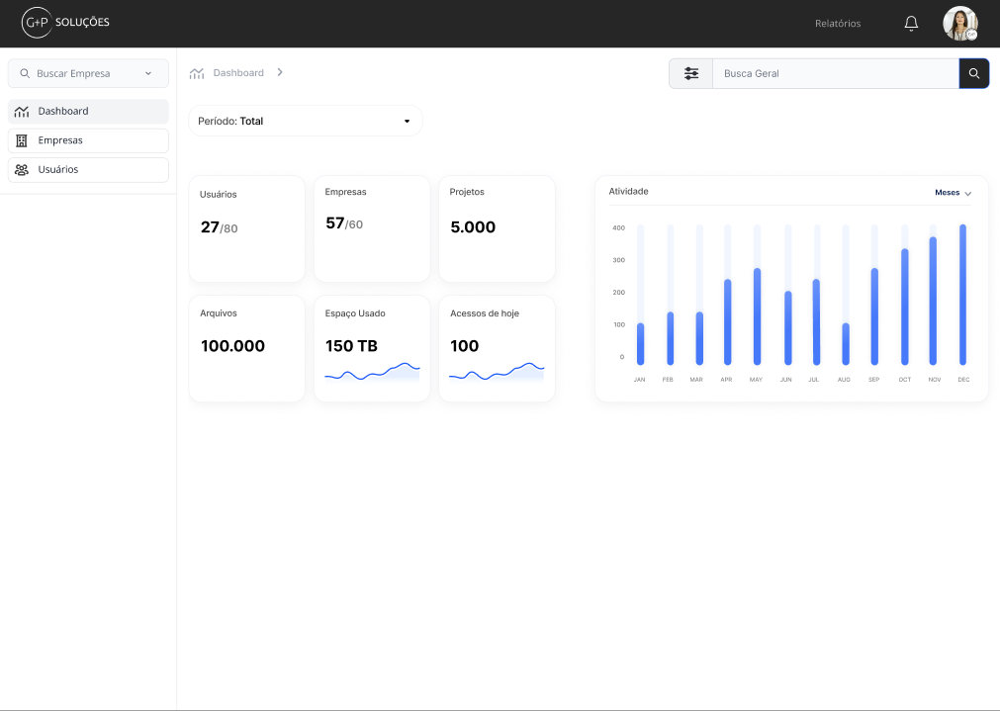 G+P SOLUÇÕES
Relatórios
Buscar Empresa
Dashboard
Empresas
Usuários
Dashboard
Busca Geral
Período: Total
Usuários
27/80
Empresas
57/60
Projetos
5.000
Arquivos
100.000
Espaço Usado
150 TB
Acessos de hoje
100
Atividade
Meses
400
300
200
100
0
JAN FEB MAR APR MAY JUN JUL AUG SEP OCT NOV DEC